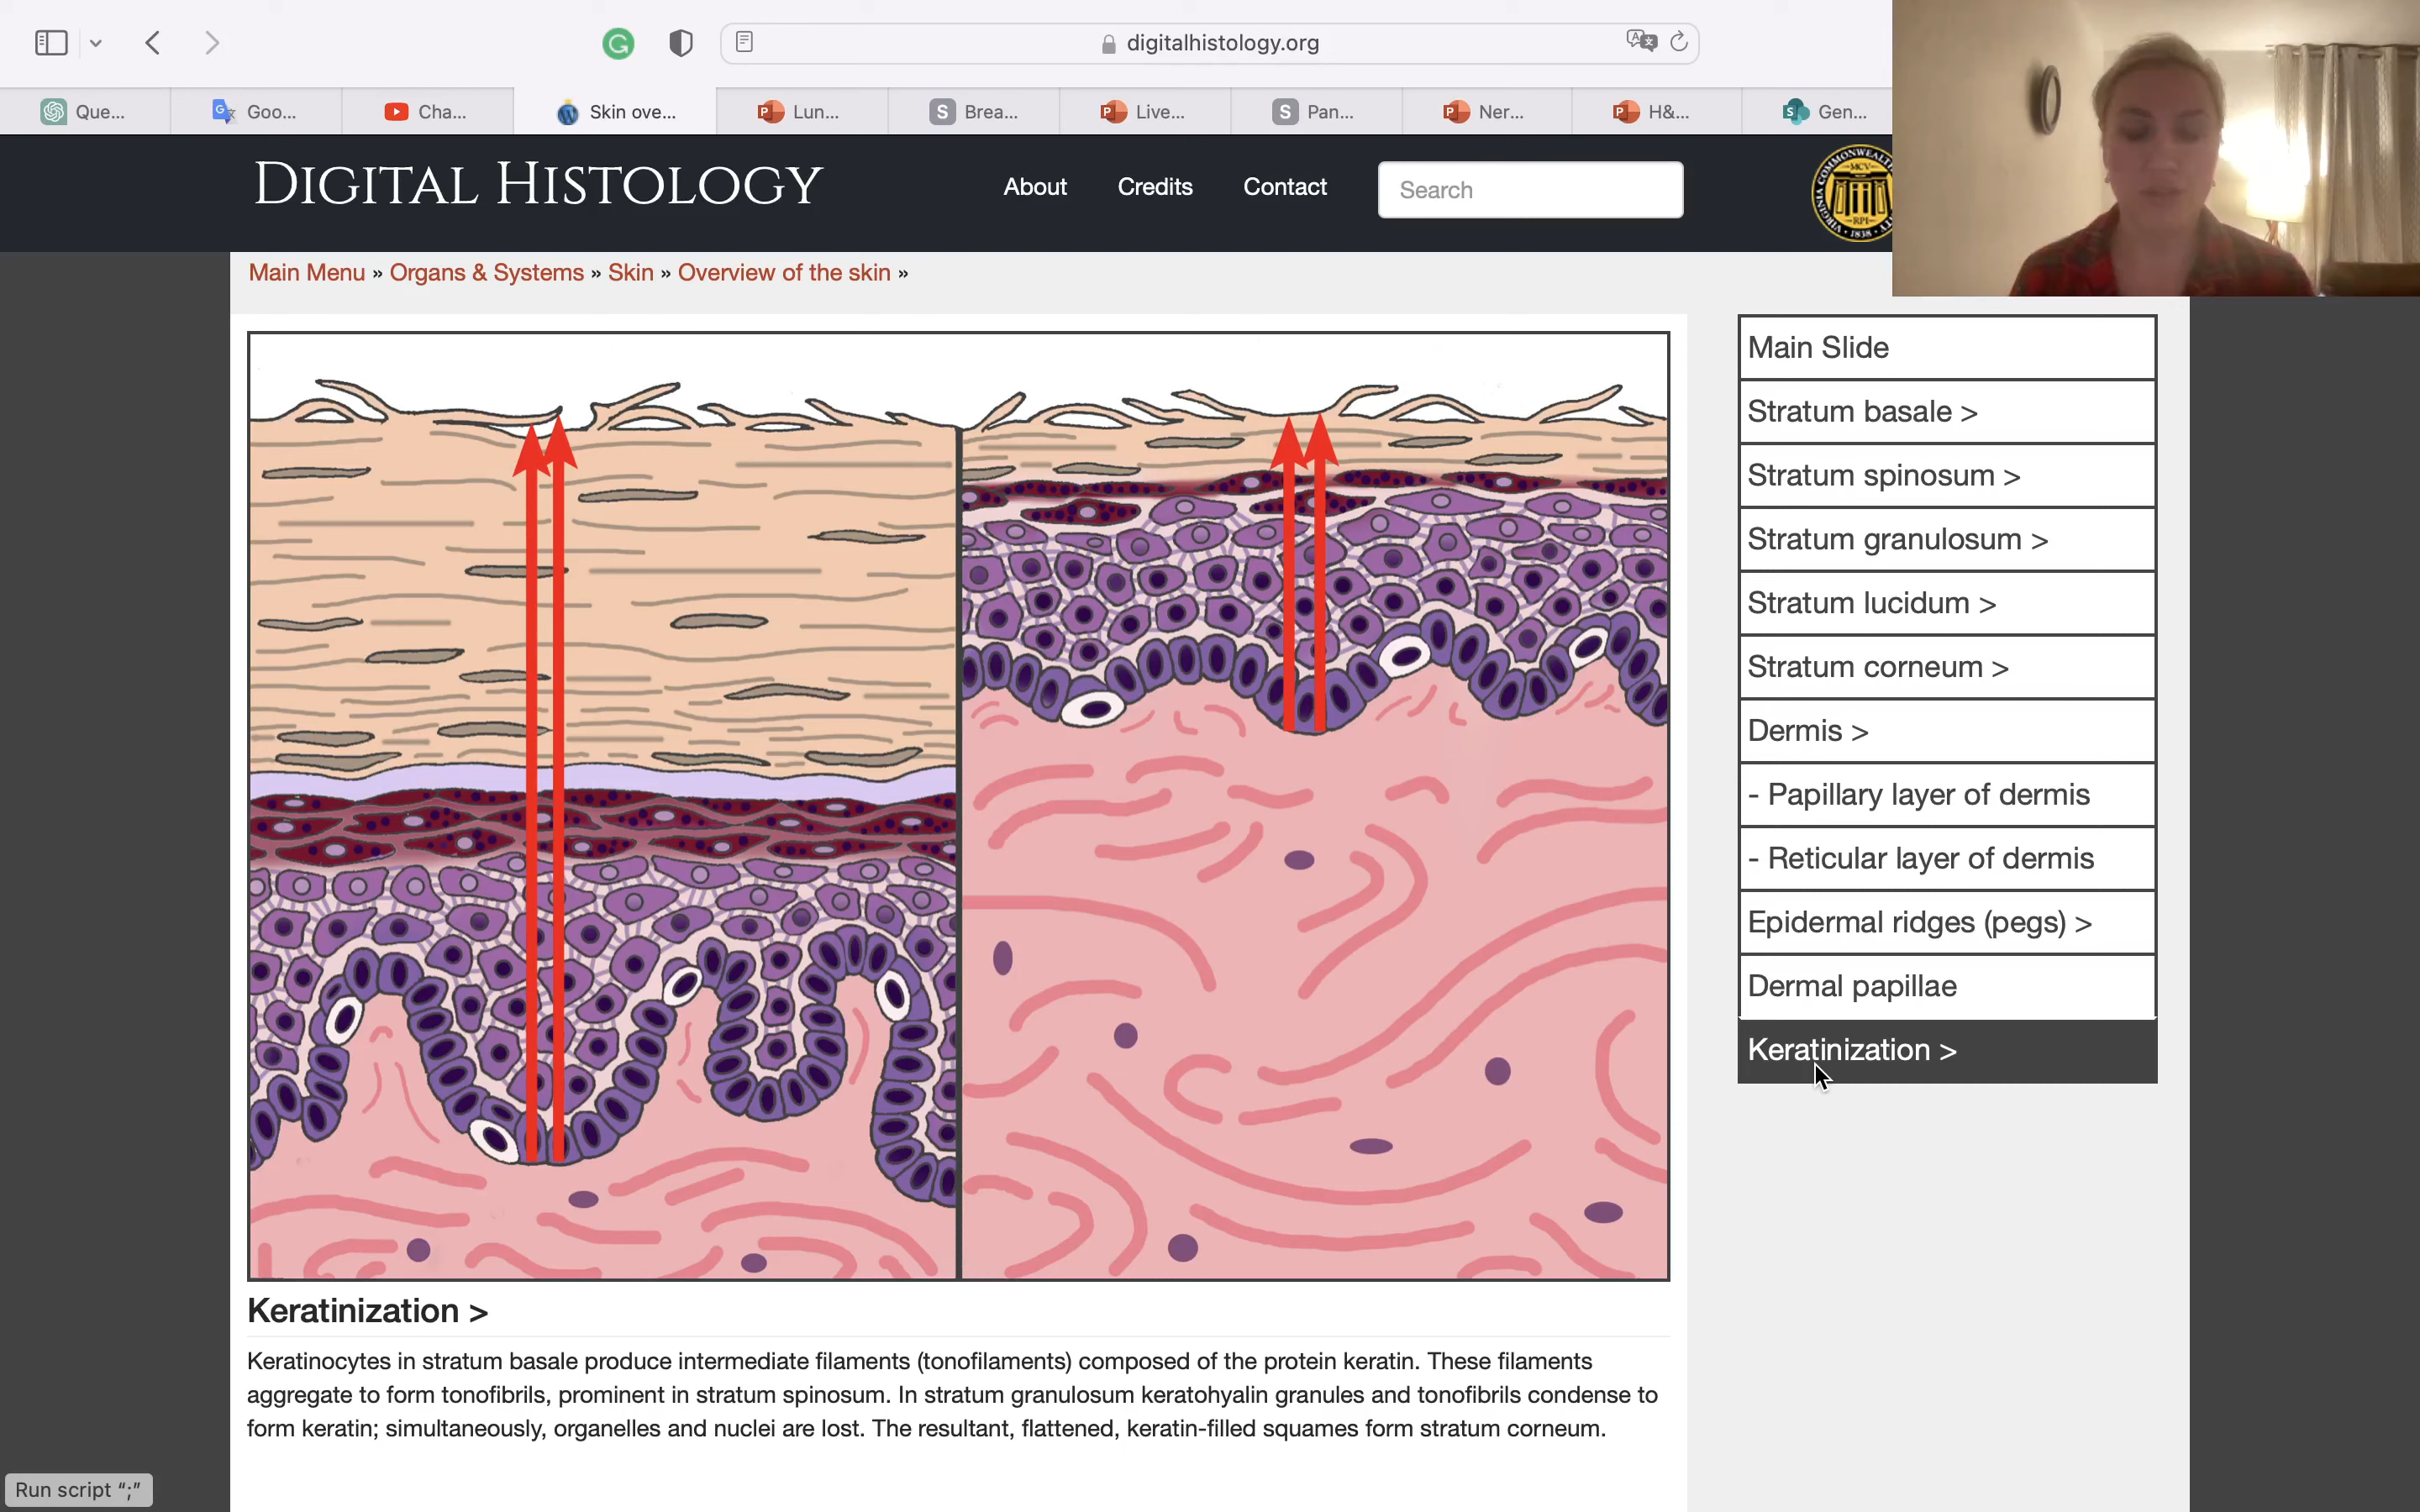 digitalhistology.org
Que...
Goo...
Cha...
Skin ove...
Lun...
Brea...
Live...
Pan...
Ner...
H&...
Gen...
DIGITAL HISTOLOGY
About
Credits
Contact
Search
Main Menu » Organs & Systems » Skin » Overview of the skin »
Main Slide
Stratum basale >
Stratum spinosum >
Stratum granulosum >
Stratum lucidum >
Stratum corneum >
Dermis >
- Papillary layer of dermis
- Reticular layer of dermis
Epidermal ridges (pegs) >
Dermal papillae
Keratinization >
Keratinization >
Keratinocytes in stratum basale produce intermediate filaments (tonofilaments) composed of the protein keratin. These filaments
aggregate to form tonofibrils, prominent in stratum spinosum. In stratum granulosum keratohyalin granules and tonofibrils condense to
form keratin; simultaneously, organelles and nuclei are lost. The resultant, flattened, keratin-filled squames form stratum corneum.
Run script “;”